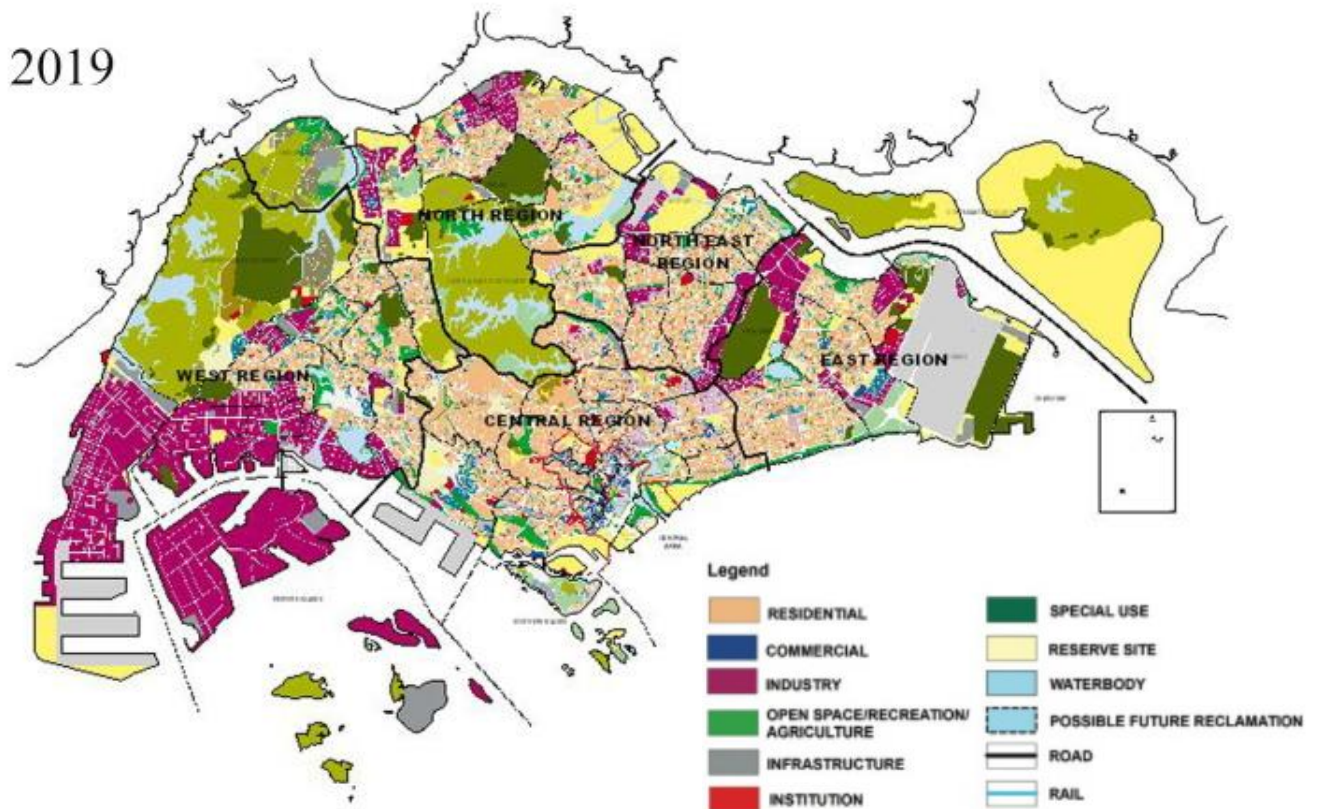 2019
NORTH REGION
NORTH EAST
REGION
WEST REGION
EAST REGION
CENTRAL REGION
Legend
RESIDENTIAL
COMMERCIAL
INDUSTRY
OPEN SPACE/RECREATION/
AGRICULTURE
INFRASTRUCTURE
INSTITUTION
SPECIAL USE
RESERVE SITE
WATERBODY
POSSIBLE FUTURE RECLAMATION
ROAD
RAIL